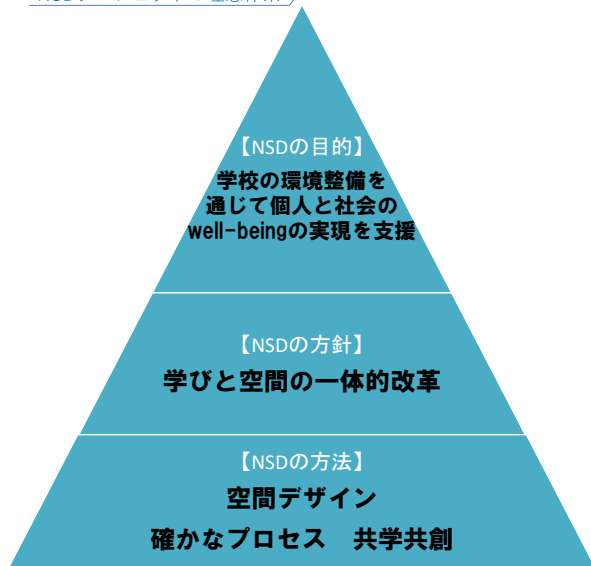 【NSDの目的】
学校の環境整備を
通じて個人と社会の
well-beingの実現を支援
【NSDの方針】
学びと空間の一体的改革
【NSDの方法】
空間デザイン
確かなプロセス　共学共創